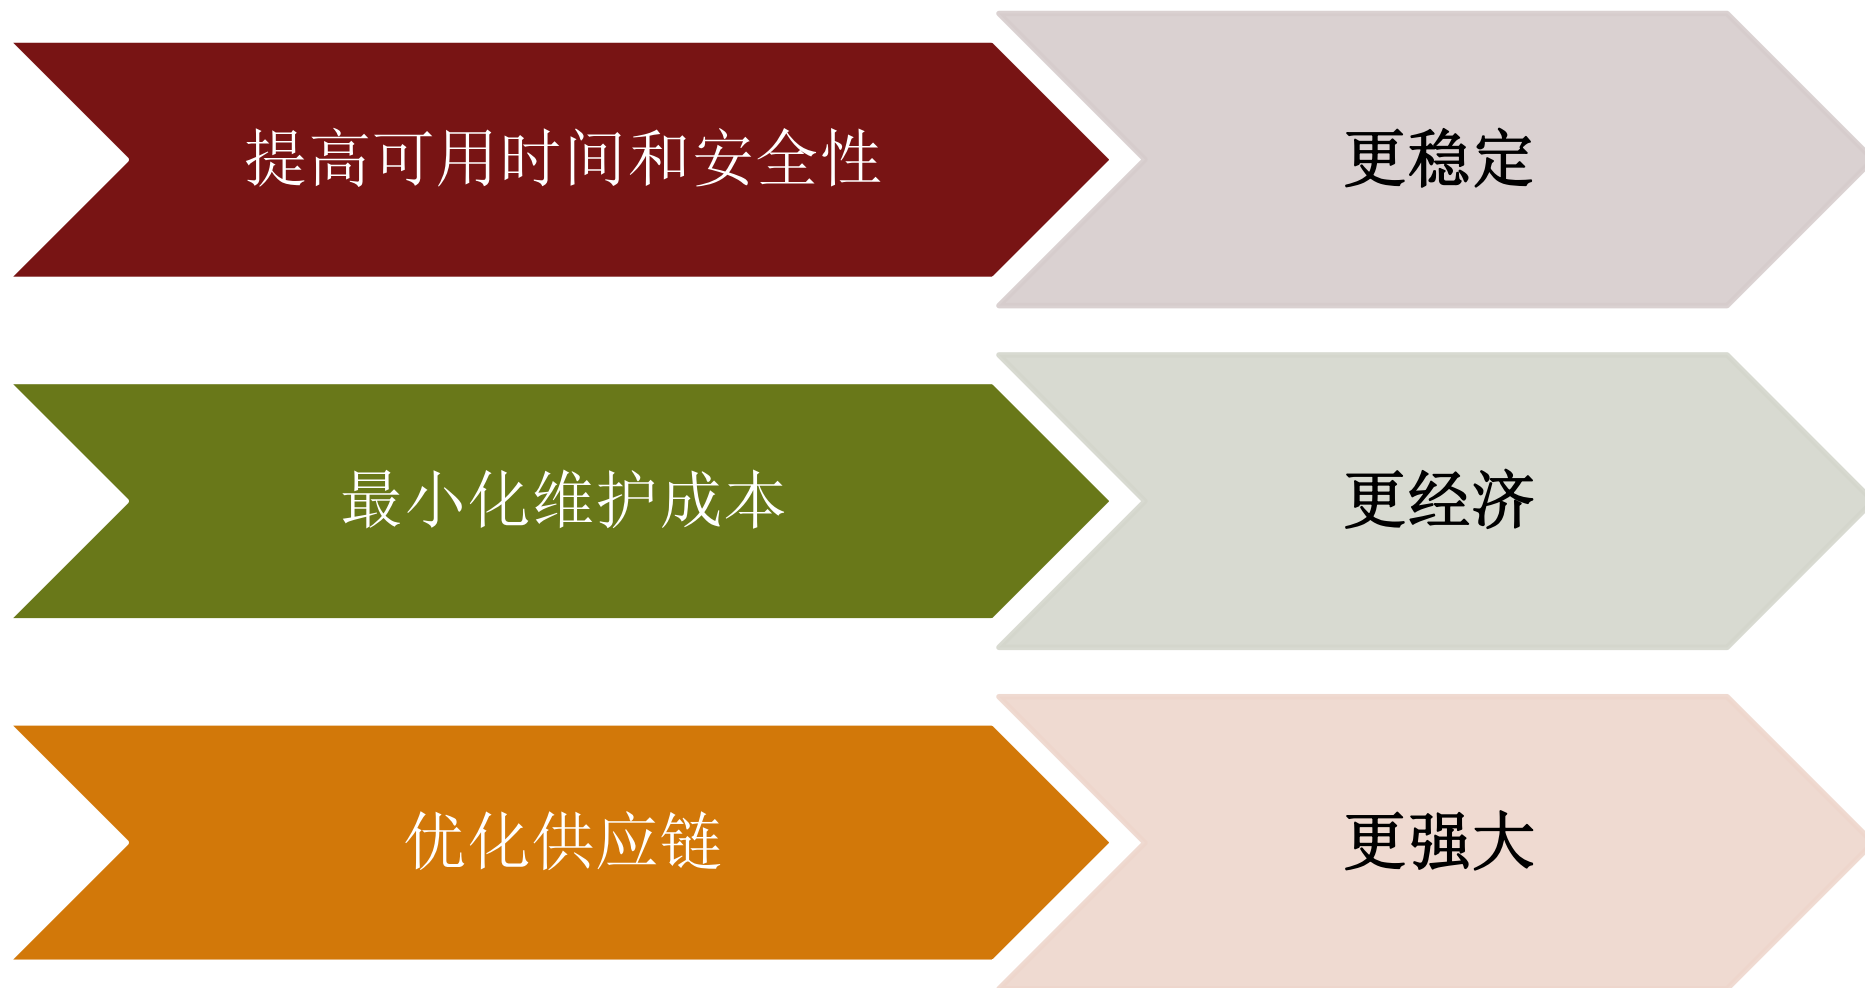 提高可用时间和安全性
更稳定
最小化维护成本
更经济
优化供应链
更强大